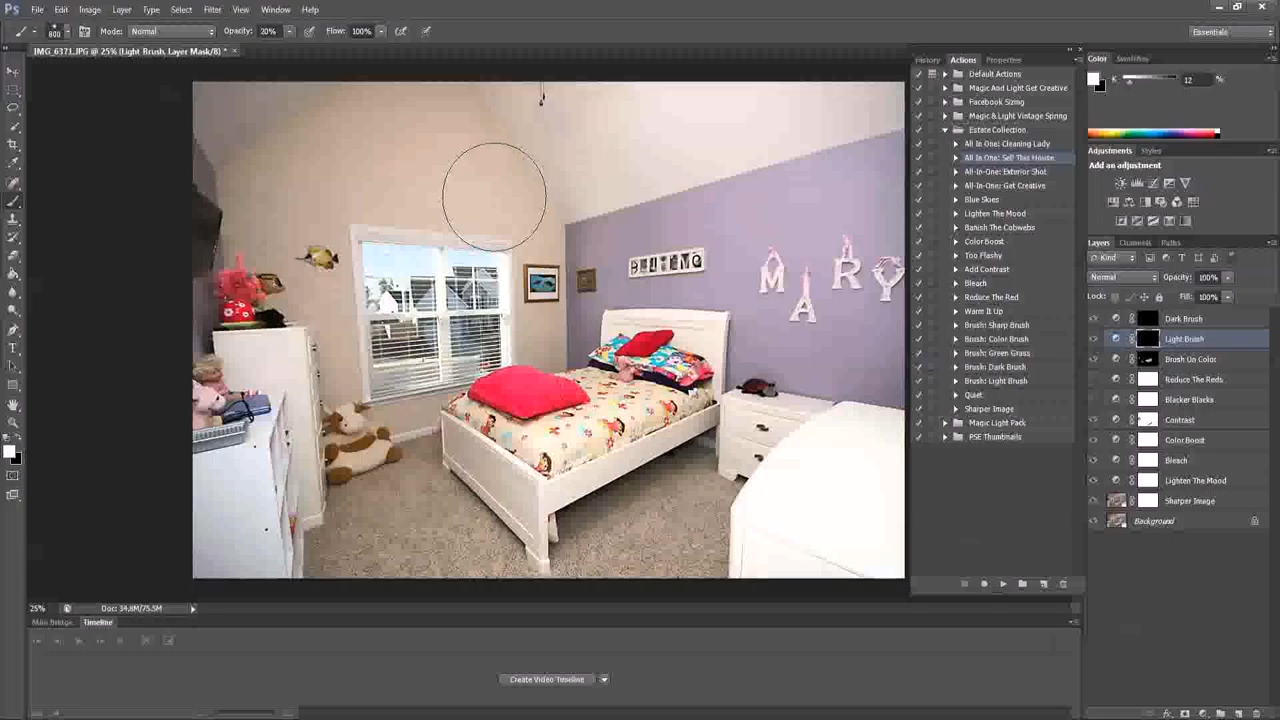 Ps File Edit Image Layer Type Select Filter View Window Help
800 Mode: Normal Opacity: 20% Flow: 100% Essentials
IMG_6371.JPG @ 25% (Light Brush, Layer Mask/8) * ×
History Actions Properties
Default Actions
Magic And Light Get Creative
Facebook Sizing
Magic & Light Vintage Spring
Estate Collection
All In One: Cleaning Lady
All In One: Sell This House
All-In-One: Exterior Shot
All-In-One: Get Creative
Blue Skies
Lighten The Mood
Banish The Cobwebs
Color Boost
Too Flashy
Add Contrast
Bleach
Reduce The Red
Warm It Up
Brush: Sharp Brush
Brush: Color Brush
Brush: Green Grass
Brush: Dark Brush
Brush: Light Brush
Quiet
Sharper Image
Magic Light Pack
PSE Thumbnails
Color Swatches
K 12 %
Adjustments Styles
Add an adjustment
Layers Channels Paths
Kind
Normal Opacity: 100%
Lock: Fill: 100%
Dark Brush
Light Brush
Brush On Color
Reduce The Reds
Blacker Blacks
Contrast
Color Boost
Bleach
Lighten The Mood
Sharper Image
Background
MARY
25% Doc: 34.8M/75.5M
Mini Bridge Timeline
Create Video Timeline